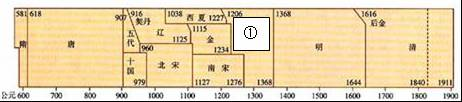 581 618 907 916 1038 1206 1368 1616
契丹 西夏 1227 后金
1115
隋 唐 五代 辽 金 ① 明 清
1125 1234
960
十国 北宋 南宋
979 1127 1276 1368 1644 1840 1911
公元 600 700 800 900 1000 1100 1200 1300 1400 1500 1600 1700 1800 1900